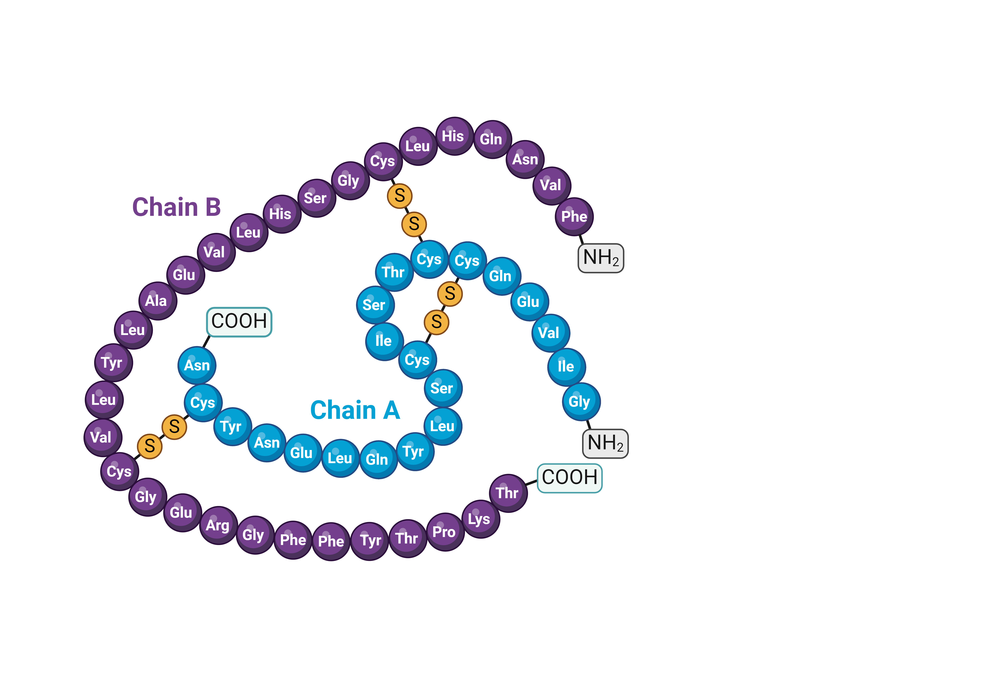 Chain B
Phe
Val
Asn
Gln
His
Leu
Cys
Gly
Ser
His
Leu
Val
Glu
Ala
Leu
Tyr
Leu
Val
Cys
Gly
Glu
Arg
Gly
Phe
Phe
Tyr
Thr
Pro
Lys
Thr
NH₂
COOH
S
S
S
S
S
S
Chain A
Gly
Ile
Val
Glu
Gln
Cys
Cys
Thr
Ser
Ile
Cys
Ser
Leu
Tyr
Gln
Leu
Glu
Asn
Tyr
Cys
Asn
NH₂
COOH